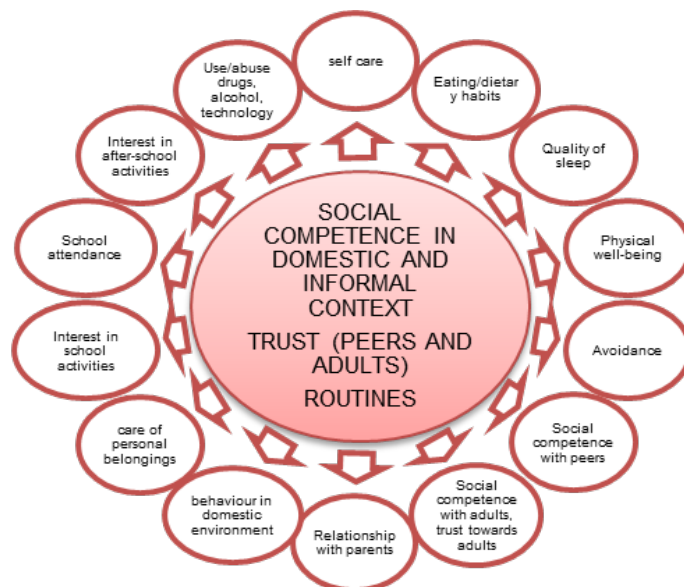 self care
Eating/dietar
y habits
Quality of
sleep
Physical
well-being
Avoidance
Social
competence
with peers
Social
competence
with adults,
trust towards
adults
Relationship
with parents
behaviour in
domestic
environment
care of
personal
belongings
Interest in
school
activities
School
attendance
Interest in
after-school
activities
Use/abuse
drugs,
alcohol,
technology
SOCIAL
COMPETENCE IN
DOMESTIC AND
INFORMAL
CONTEXT
TRUST (PEERS AND
ADULTS)
ROUTINES